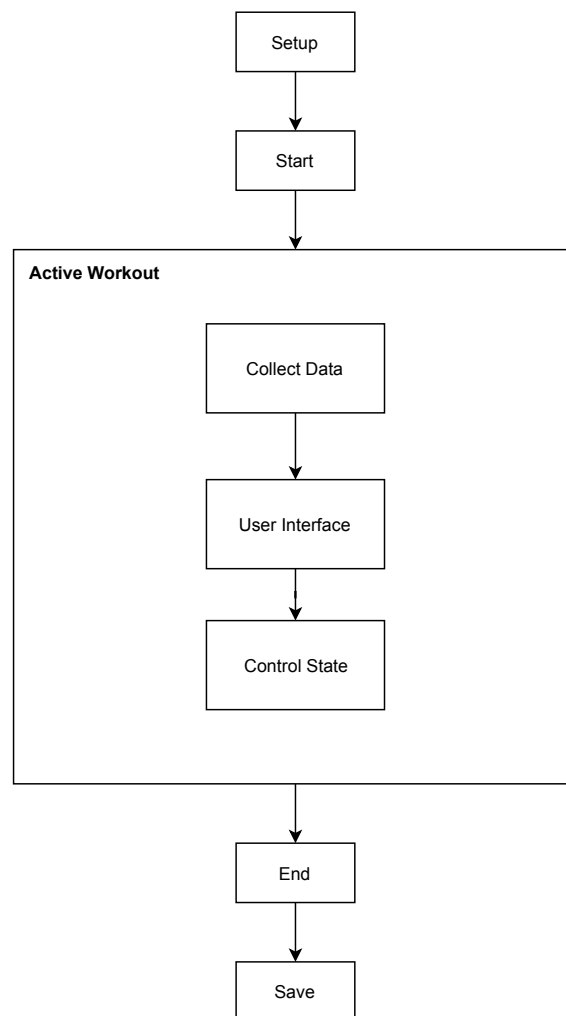 Setup
Start
Active Workout
Collect Data
User Interface
Control State
End
Save